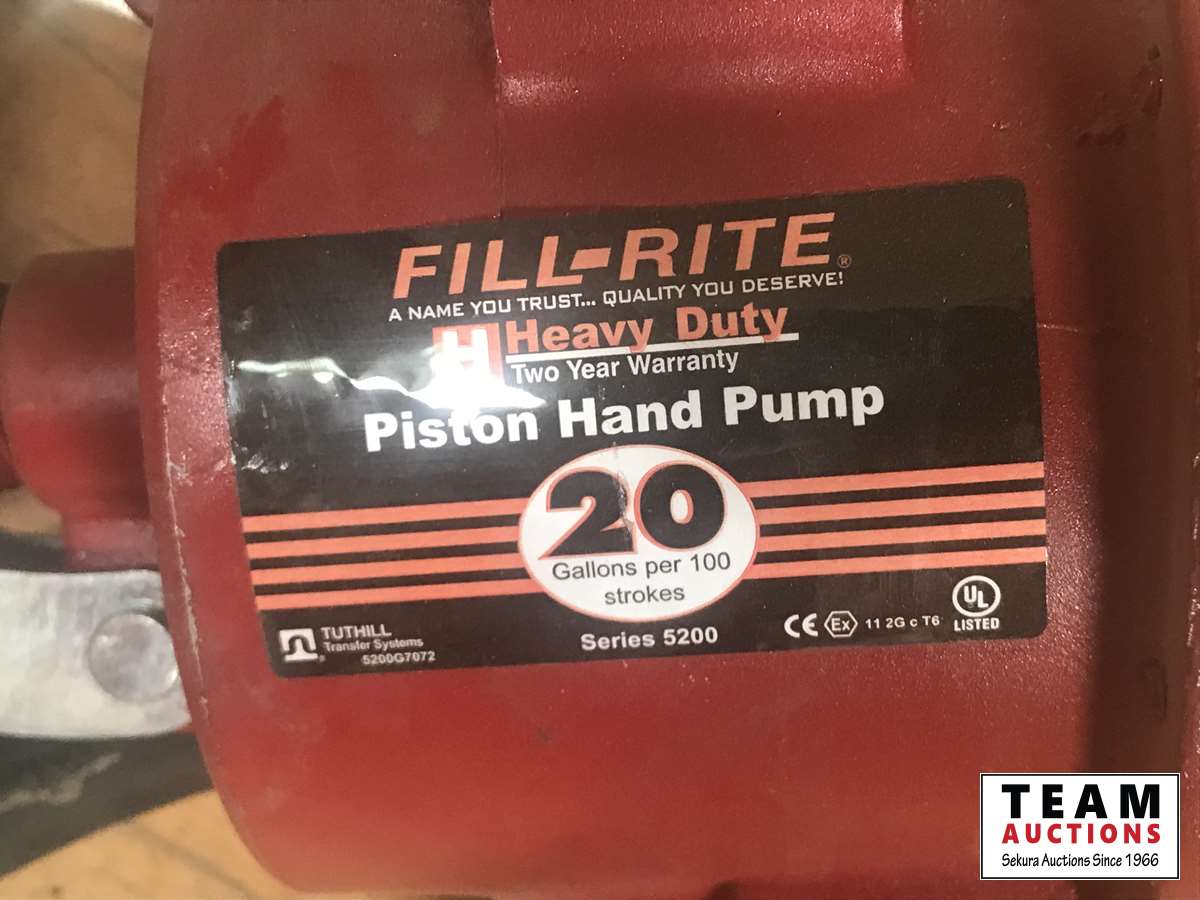 FILL-RITE®
A NAME YOU TRUST... QUALITY YOU DESERVE!
H Heavy Duty
Two Year Warranty
Piston Hand Pump
20
Gallons per 100
strokes
Series 5200
TUTHILL
Transfer Systems
5200G7072
CE Ex 11 2G c T6
UL
LISTED
TEAM
AUCTIONS
Sekura Auctions Since 1966